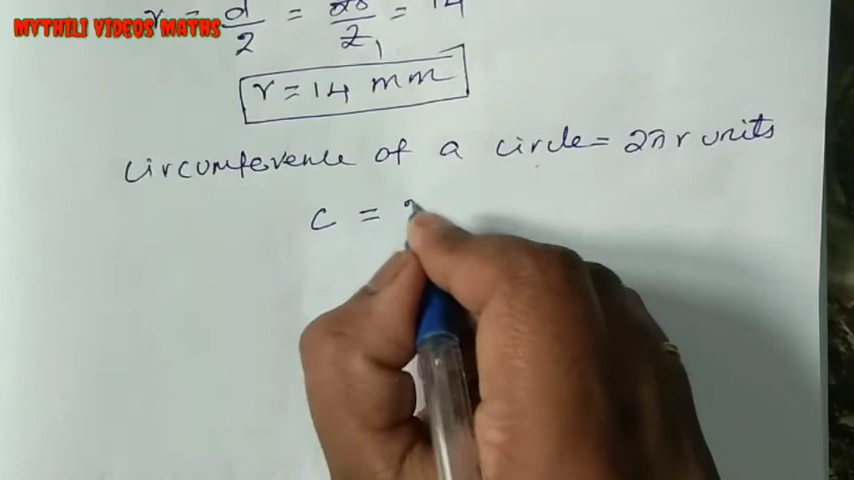 MYTHILI VIDEOS MATHS
r = d/2 = 28/2 = 14
r = 14 mm
circumference of a circle = 2πr units
c =